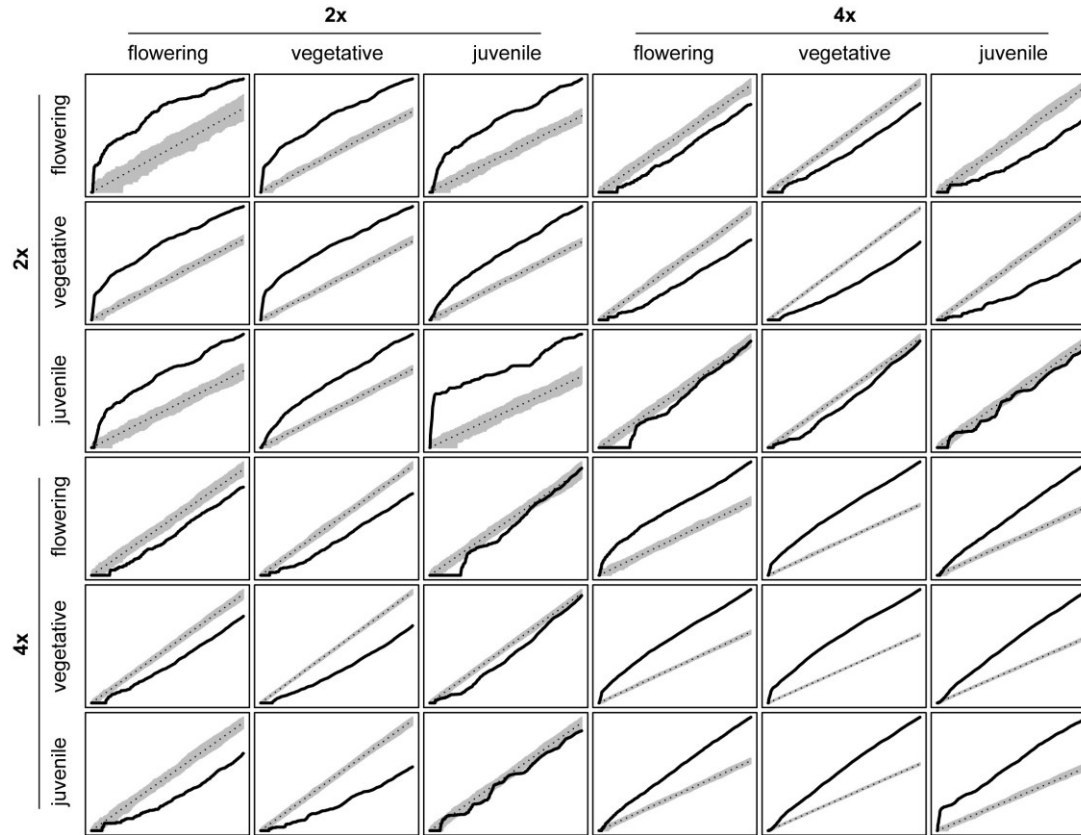 2x 4x
flowering vegetative juvenile flowering vegetative juvenile
2x
flowering
vegetative
juvenile
4x
flowering
vegetative
juvenile